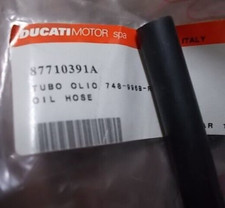 DUCATI MOTOR spa
ITALY
87710391A
TUBO OLIO 748-996
OIL HOSE